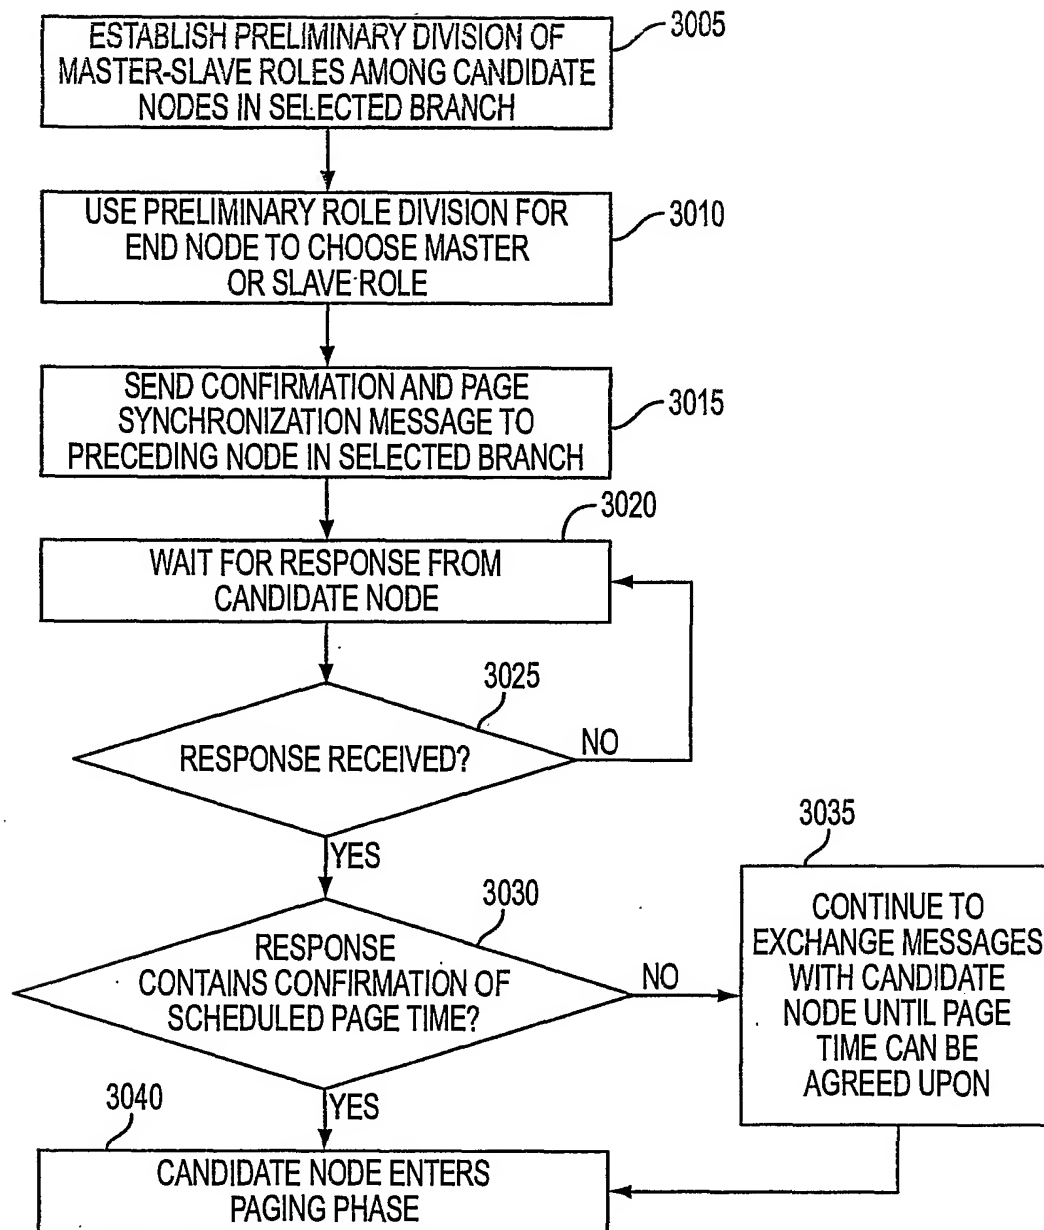 3005
ESTABLISH PRELIMINARY DIVISION OF
MASTER-SLAVE ROLES AMONG CANDIDATE
NODES IN SELECTED BRANCH
3010
USE PRELIMINARY ROLE DIVISION FOR
END NODE TO CHOOSE MASTER
OR SLAVE ROLE
3015
SEND CONFIRMATION AND PAGE
SYNCHRONIZATION MESSAGE TO
PRECEDING NODE IN SELECTED BRANCH
3020
WAIT FOR RESPONSE FROM
CANDIDATE NODE
3025
RESPONSE RECEIVED?
NO
YES
3030
RESPONSE
CONTAINS CONFIRMATION OF
SCHEDULED PAGE TIME?
NO
YES
3035
CONTINUE TO
EXCHANGE MESSAGES
WITH CANDIDATE
NODE UNTIL PAGE
TIME CAN BE
AGREED UPON
3040
CANDIDATE NODE ENTERS
PAGING PHASE